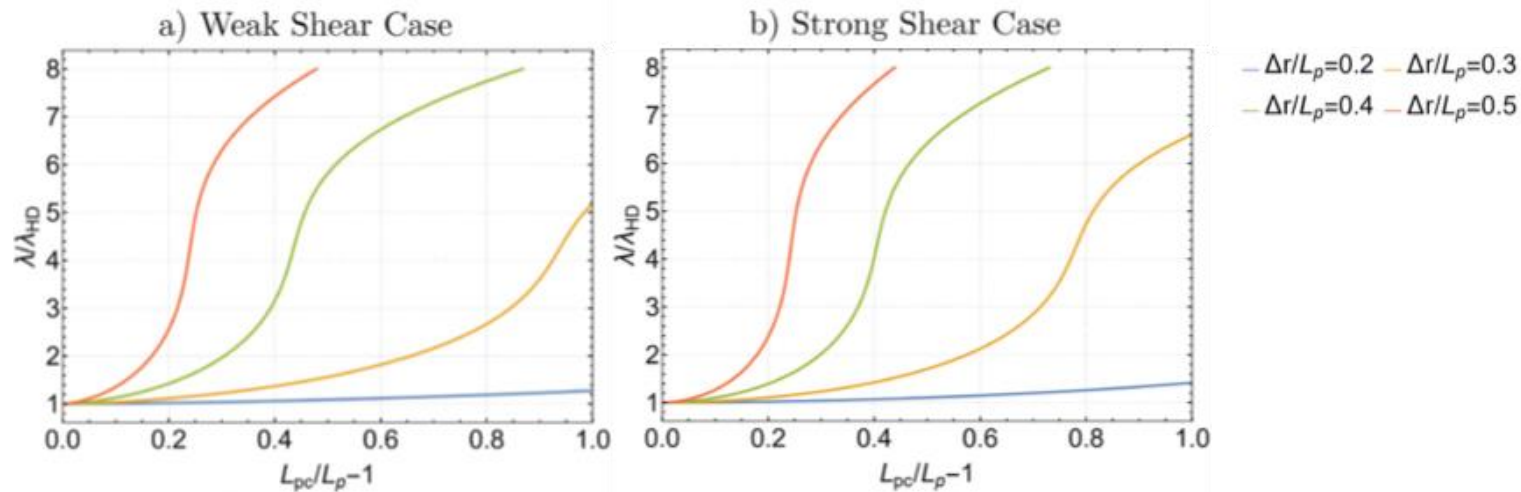 a) Weak Shear Case
8
7
6
5
4
3
2
1
λ/λHD
0.0 0.2 0.4 0.6 0.8 1.0
Lpc/Lp−1
b) Strong Shear Case
8
7
6
5
4
3
2
1
λ/λHD
0.0 0.2 0.4 0.6 0.8 1.0
Lpc/Lp−1
Δr/Lp=0.2 Δr/Lp=0.3
Δr/Lp=0.4 Δr/Lp=0.5